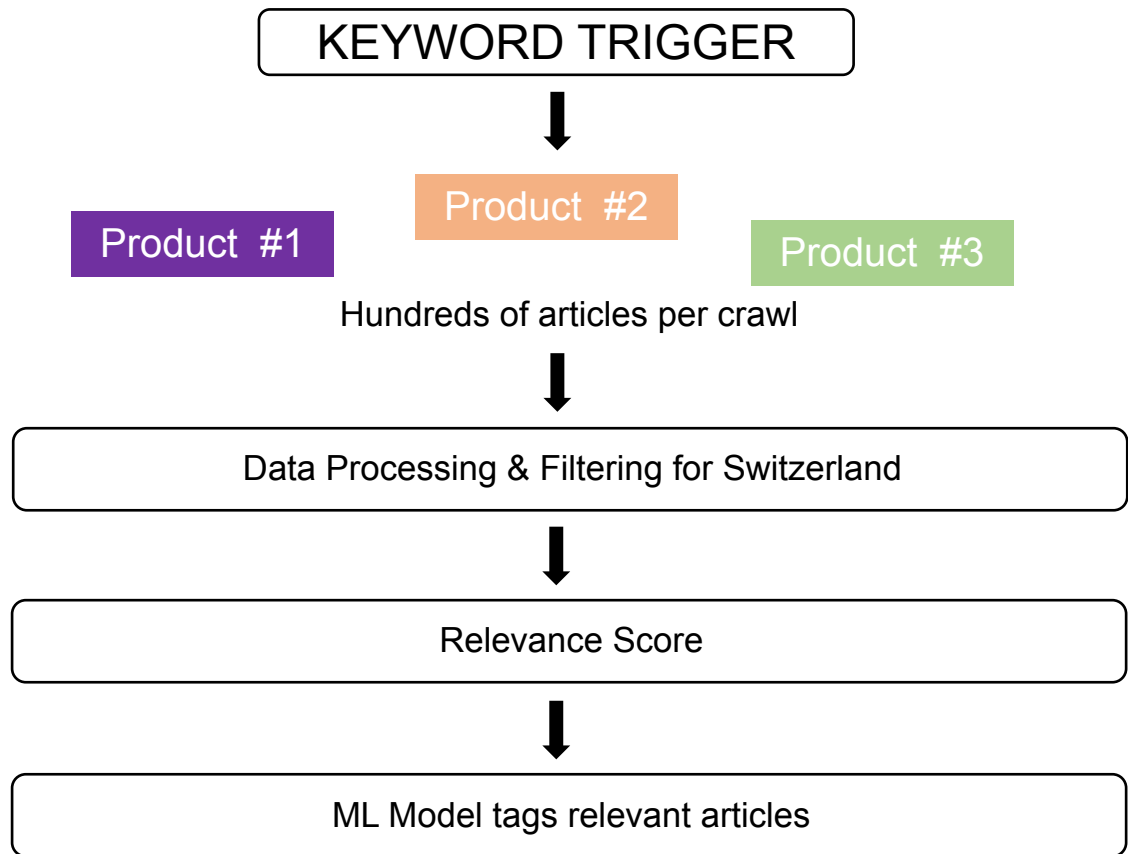 KEYWORD TRIGGER
Product #1
Product #2
Product #3
Hundreds of articles per crawl
Data Processing & Filtering for Switzerland
Relevance Score
ML Model tags relevant articles